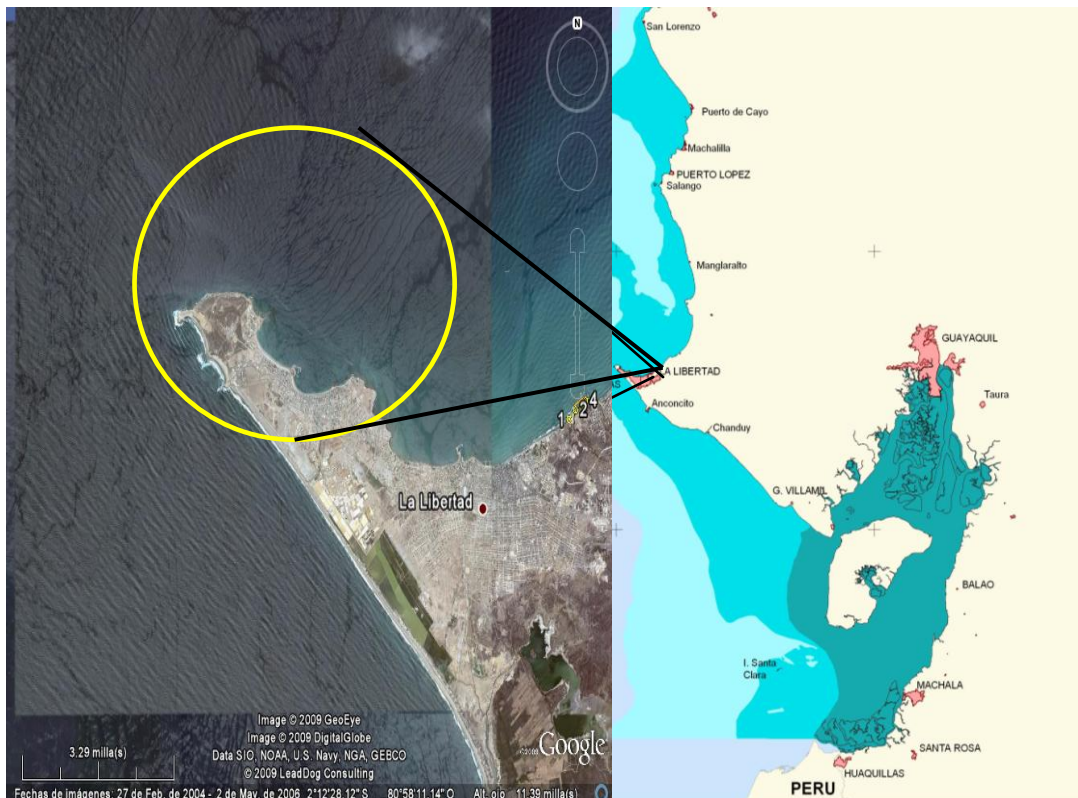 N
1 2 4
La Libertad
Image © 2009 GeoEye
Image © 2009 DigitalGlobe
Data SIO, NOAA, U.S. Navy, NGA, GEBCO
© 2009 LeadDog Consulting
©2009 Google
3.29 milla(s)
Fechas de imágenes: 27 de Feb. de 2004 - 2 de May. de 2006 2°12'28.12" S 80°58'11.14" O Alt. ojo 11.39 milla(s)
San Lorenzo
Puerto de Cayo
Machalilla
PUERTO LOPEZ
Salango
Manglaralto
GUAYAQUIL
A LIBERTAD
AS
Taura
Anconcito
Chanduy
G. VILLAMIL
BALAO
I. Santa
Clara
MACHALA
SANTA ROSA
HUAQUILLAS
PERU